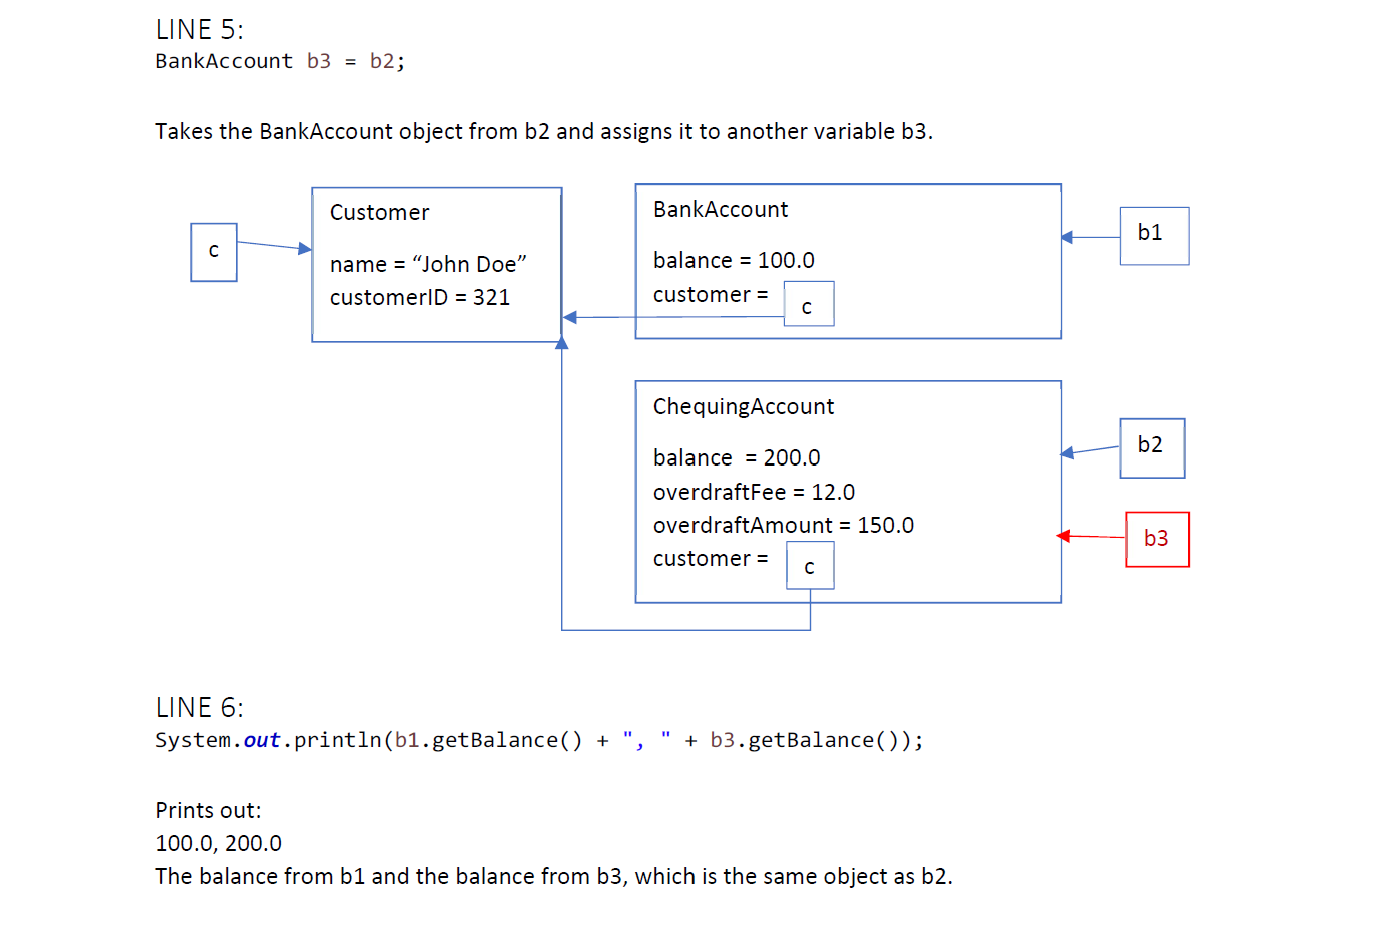 LINE 5:
BankAccount b3 = b2;
Takes the BankAccount object from b2 and assigns it to another variable b3.
c
Customer
name = “John Doe”
customerID = 321
BankAccount
balance = 100.0
customer =
c
b1
ChequingAccount
balance  = 200.0
overdraftFee = 12.0
overdraftAmount = 150.0
customer =
c
b2
b3
LINE 6:
System.out.println(b1.getBalance() + ", " + b3.getBalance());
Prints out:
100.0, 200.0
The balance from b1 and the balance from b3, which is the same object as b2.